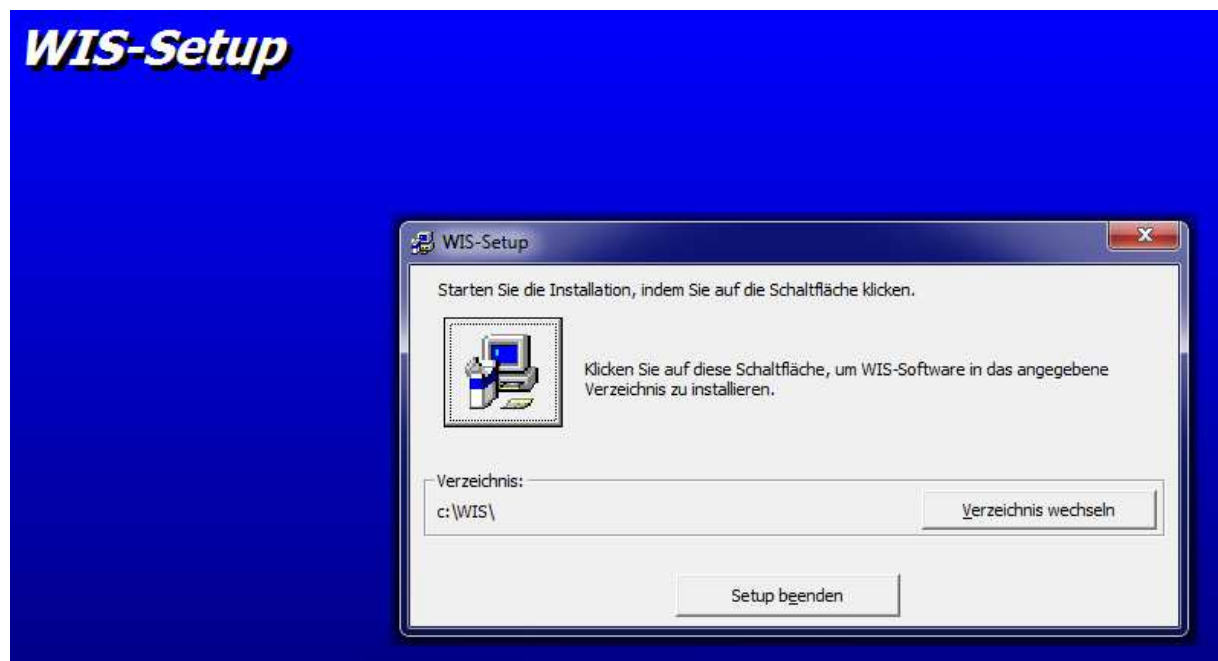 WIS-Setup
WIS-Setup
Starten Sie die Installation, indem Sie auf die Schaltfläche klicken.
Klicken Sie auf diese Schaltfläche, um WIS-Software in das angegebene
Verzeichnis zu installieren.
Verzeichnis:
c:\WIS\
Verzeichnis wechseln
Setup beenden